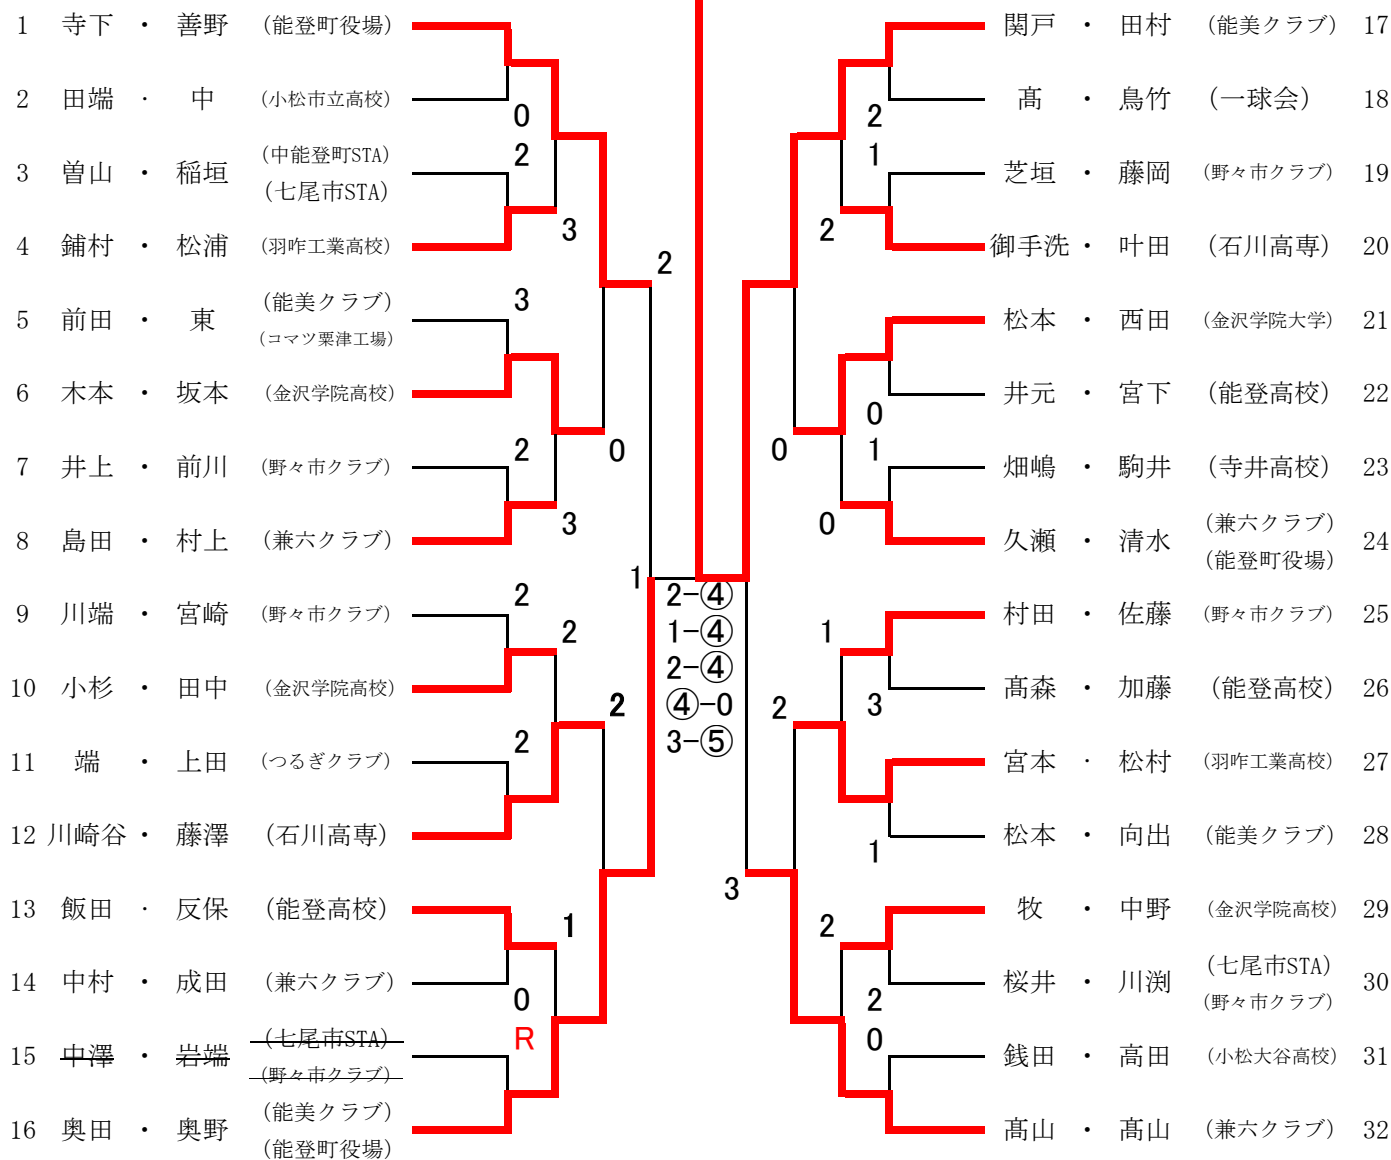 1 寺下 ・ 善野 (能登町役場)
2 田端 ・ 中 (小松市立高校)
0
2
3 曽山 ・ 稲垣 (中能登町STA)
(七尾市STA)
3
4 鋪村 ・ 松浦 (羽咋工業高校)
2
5 前田 ・ 東 (能美クラブ)
(コマツ粟津工場)
3
6 木本 ・ 坂本 (金沢学院高校)
0
2
7 井上 ・ 前川 (野々市クラブ)
3
8 島田 ・ 村上 (兼六クラブ)
1
9 川端 ・ 宮崎 (野々市クラブ)
2
2
10 小杉 ・ 田中 (金沢学院高校)
2
2
11 端 ・ 上田 (つるぎクラブ)
12 川崎谷 ・ 藤澤 (石川高専)
13 飯田 ・ 反保 (能登高校)
1
14 中村 ・ 成田 (兼六クラブ)
0
R
15 中澤 ・ 岩端 (七尾市STA)
(野々市クラブ)
16 奥田 ・ 奥野 (能美クラブ)
(能登町役場)
2-④
1-④
2-④
④-0
3-⑤
関戸 ・ 田村 (能美クラブ) 17
髙 ・ 鳥竹 (一球会) 18
2
1
芝垣 ・ 藤岡 (野々市クラブ) 19
2
御手洗 ・ 叶田 (石川高専) 20
松本 ・ 西田 (金沢学院大学) 21
井元 ・ 宮下 (能登高校) 22
0
0
1
畑嶋 ・ 駒井 (寺井高校) 23
0
久瀬 ・ 清水 (兼六クラブ) 24
(能登町役場)
村田 ・ 佐藤 (野々市クラブ) 25
1
髙森 ・ 加藤 (能登高校) 26
3
2
宮本 ・ 松村 (羽咋工業高校) 27
松本 ・ 向出 (能美クラブ) 28
1
3
牧 ・ 中野 (金沢学院高校) 29
2
桜井 ・ 川渕 (七尾市STA) 30
(野々市クラブ)
2
0
銭田 ・ 高田 (小松大谷高校) 31
髙山 ・ 髙山 (兼六クラブ) 32